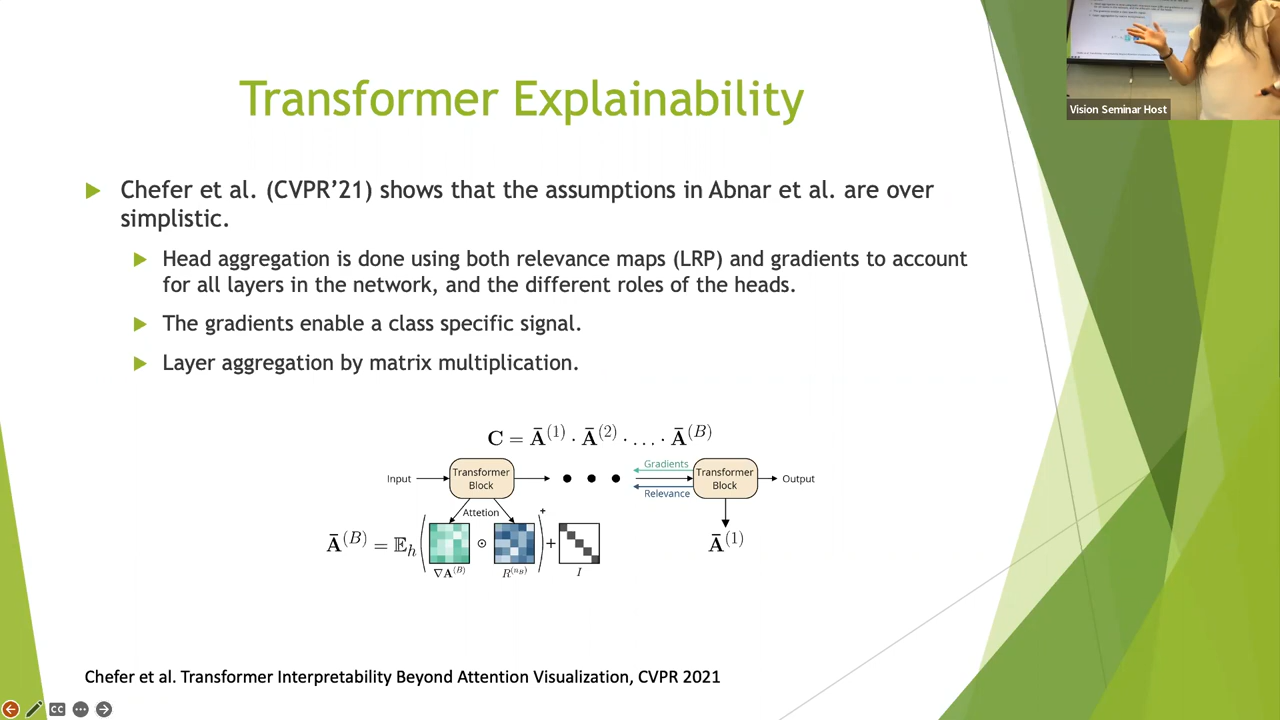 Transformer Explainability
Vision Seminar Host
Chefer et al. (CVPR'21) shows that the assumptions in Abnar et al. are over
simplistic.
Head aggregation is done using both relevance maps (LRP) and gradients to account
for all layers in the network, and the different roles of the heads.
The gradients enable a class specific signal.
Layer aggregation by matrix multiplication.
C = Ā^(1) · Ā^(2) · . . . . · Ā^(B)
Input
Transformer
Block
Gradients
Relevance
Transformer
Block
Output
Attetion
Ā^(B) = 𝔼_h ( ⊙ )^+ +
∇A^(B)
R^(n_B)
I
Ā^(1)
Chefer et al. Transformer Interpretability Beyond Attention Visualization, CVPR 2021
CC